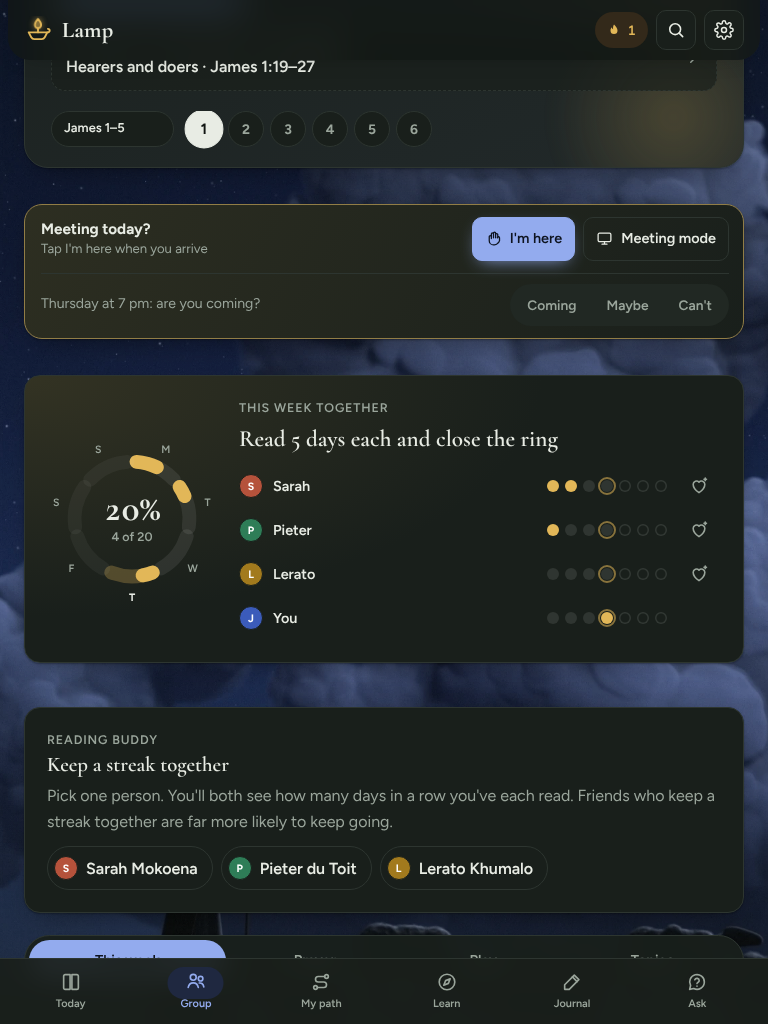 Lamp
1
Hearers and doers · James 1:19–27
James 1–5
1 2 3 4 5 6
Meeting today?
Tap I'm here when you arrive
I'm here
Meeting mode
Thursday at 7 pm: are you coming?
Coming
Maybe
Can't
S
M
T
W
T
F
S
20%
4 of 20
THIS WEEK TOGETHER
Read 5 days each and close the ring
S Sarah
P Pieter
L Lerato
J You
READING BUDDY
Keep a streak together
Pick one person. You'll both see how many days in a row you've each read. Friends who keep a
streak together are far more likely to keep going.
S Sarah Mokoena
P Pieter du Toit
L Lerato Khumalo
Today
Group
My path
Learn
Journal
Ask